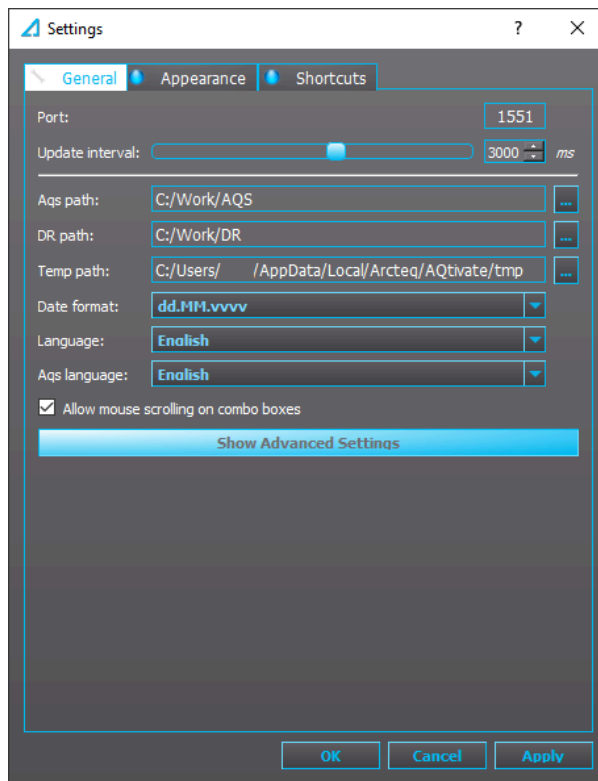 Settings ?
General Appearance Shortcuts
Port: 1551
Update interval: 3000 ms
Aqs path: C:/Work/AQS ...
DR path: C:/Work/DR ...
Temp path: C:/Users/ /AppData/Local/Arcteq/AQtivate/tmp ...
Date format: dd.MM.yyyy
Language: English
Aqs language: English
Allow mouse scrolling on combo boxes
Show Advanced Settings
OK Cancel Apply